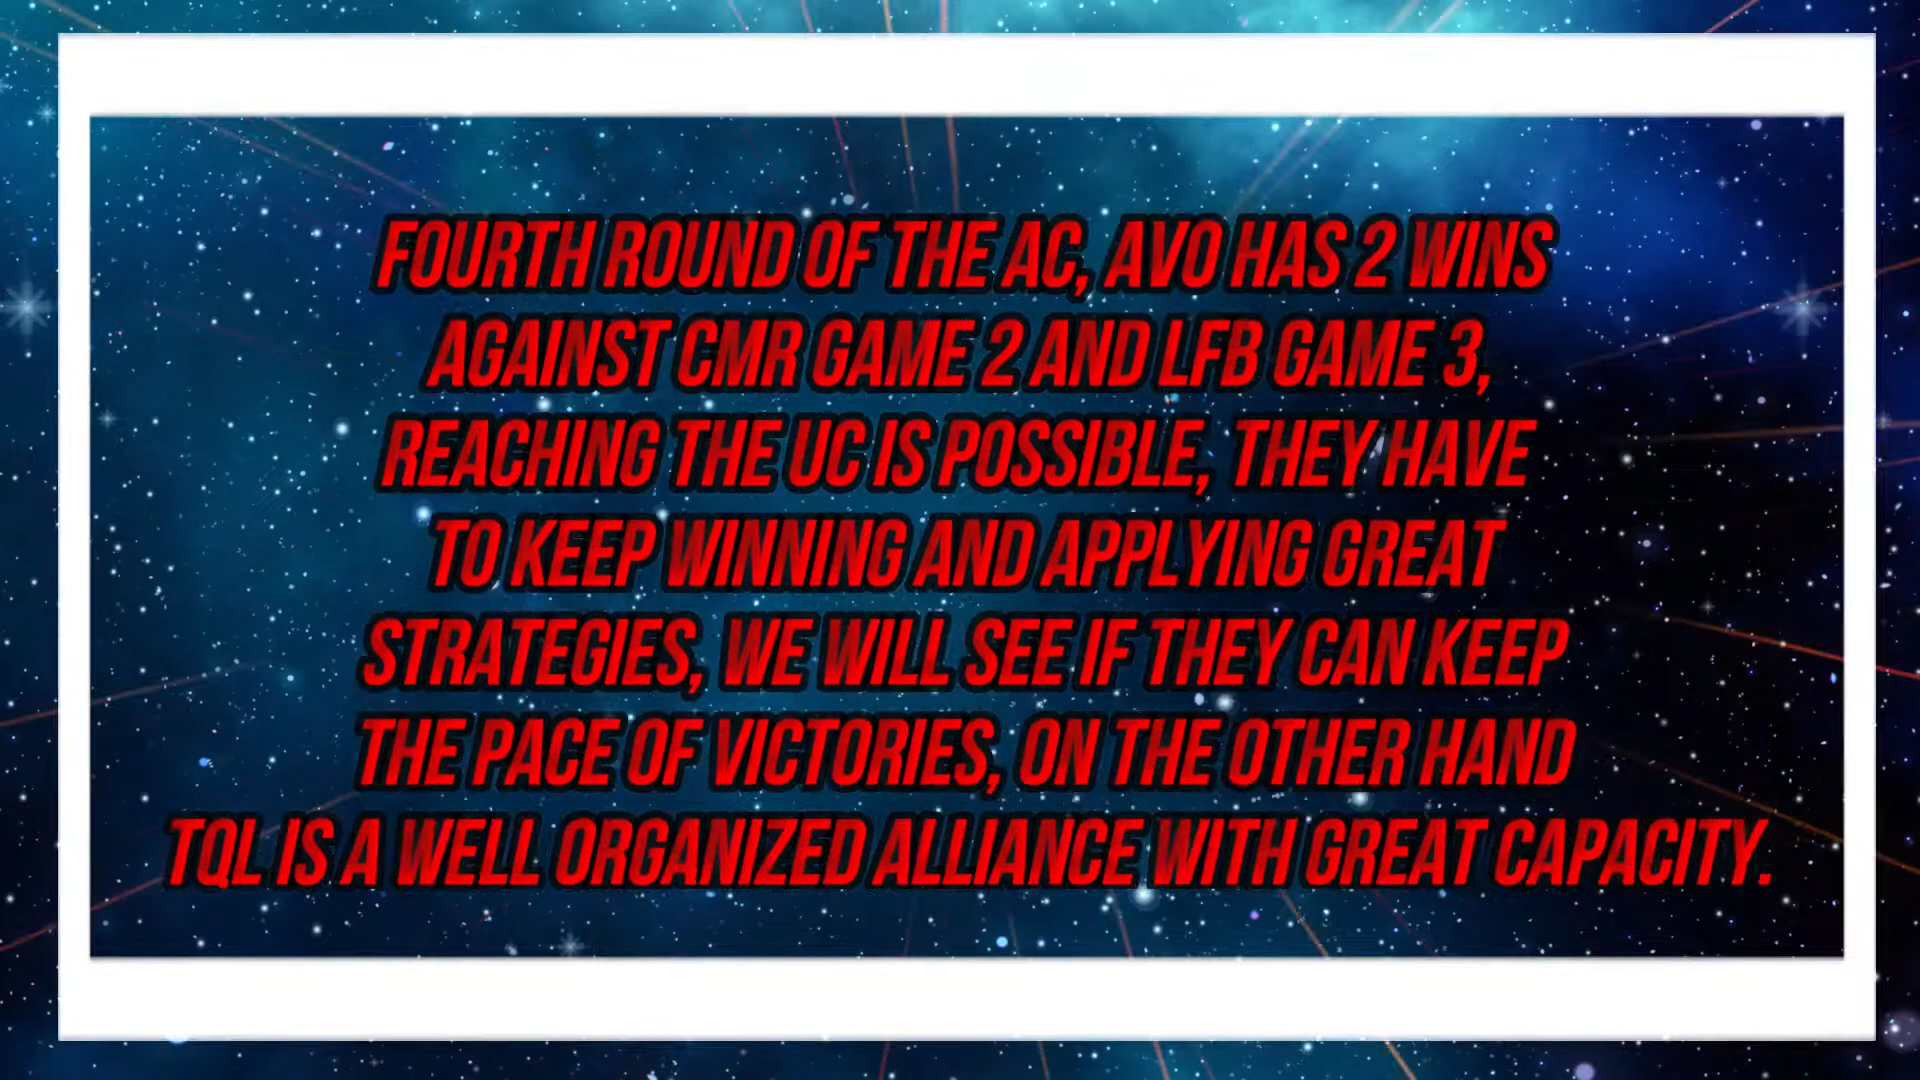 FOURTH ROUND OF THE AC, AVO HAS 2 WINS
AGAINST CMR GAME 2 AND LFB GAME 3,
REACHING THE UC IS POSSIBLE, THEY HAVE
TO KEEP WINNING AND APPLYING GREAT
STRATEGIES, WE WILL SEE IF THEY CAN KEEP
THE PACE OF VICTORIES, ON THE OTHER HAND
TQL IS A WELL ORGANIZED ALLIANCE WITH GREAT CAPACITY.